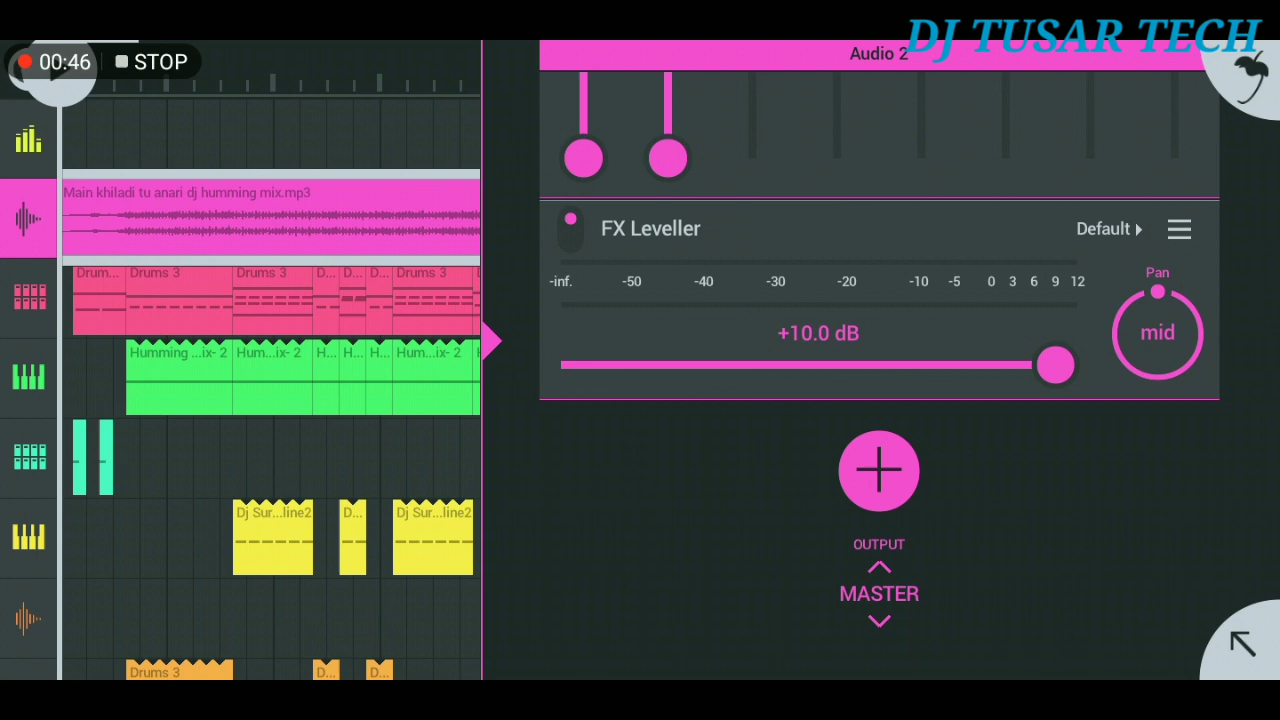 DJ TUSAR TECH
00:46 STOP
Audio 2
Main khiladi tu anari dj humming mix.mp3
FX Leveller
Default
-inf. -50 -40 -30 -20 -10 -5 0 3 6 9 12
Pan
mid
+10.0 dB
Drum... Drums 3 Drums 3 D... D... D... Drums 3
Humming ...ix- 2 Hum...ix- 2 H... H... H... Hum...ix- 2
Dj Sur...line2 D... Dj Sur...line2
OUTPUT
MASTER
Drums 3 D... D...